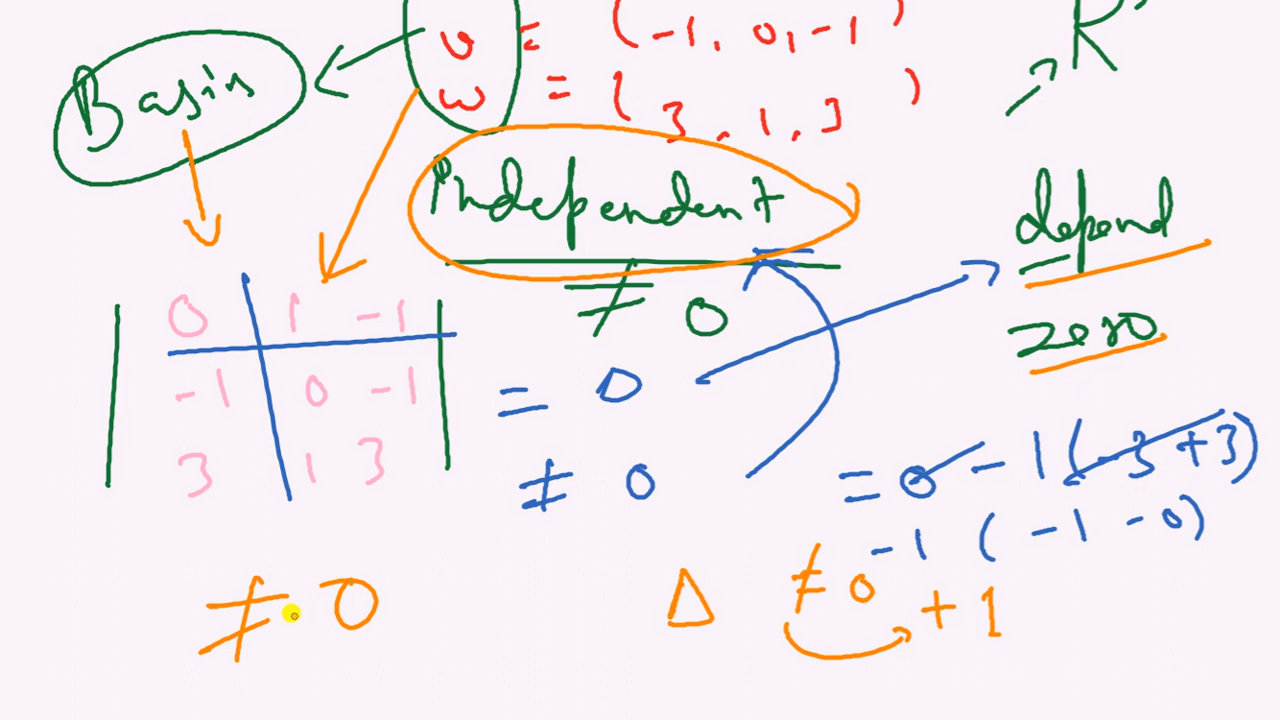 v = (-1, 0, -1)
w = (3, 1, 3)
Basis
Independent
≠ 0
depend
zero
0 1 -1
-1 0 -1
3 1 3
= 0
≠ 0
= 0 - 1(-3 + 3)
-1 (-1 - 0)
≠ 0
Δ ≠ 0 + 1